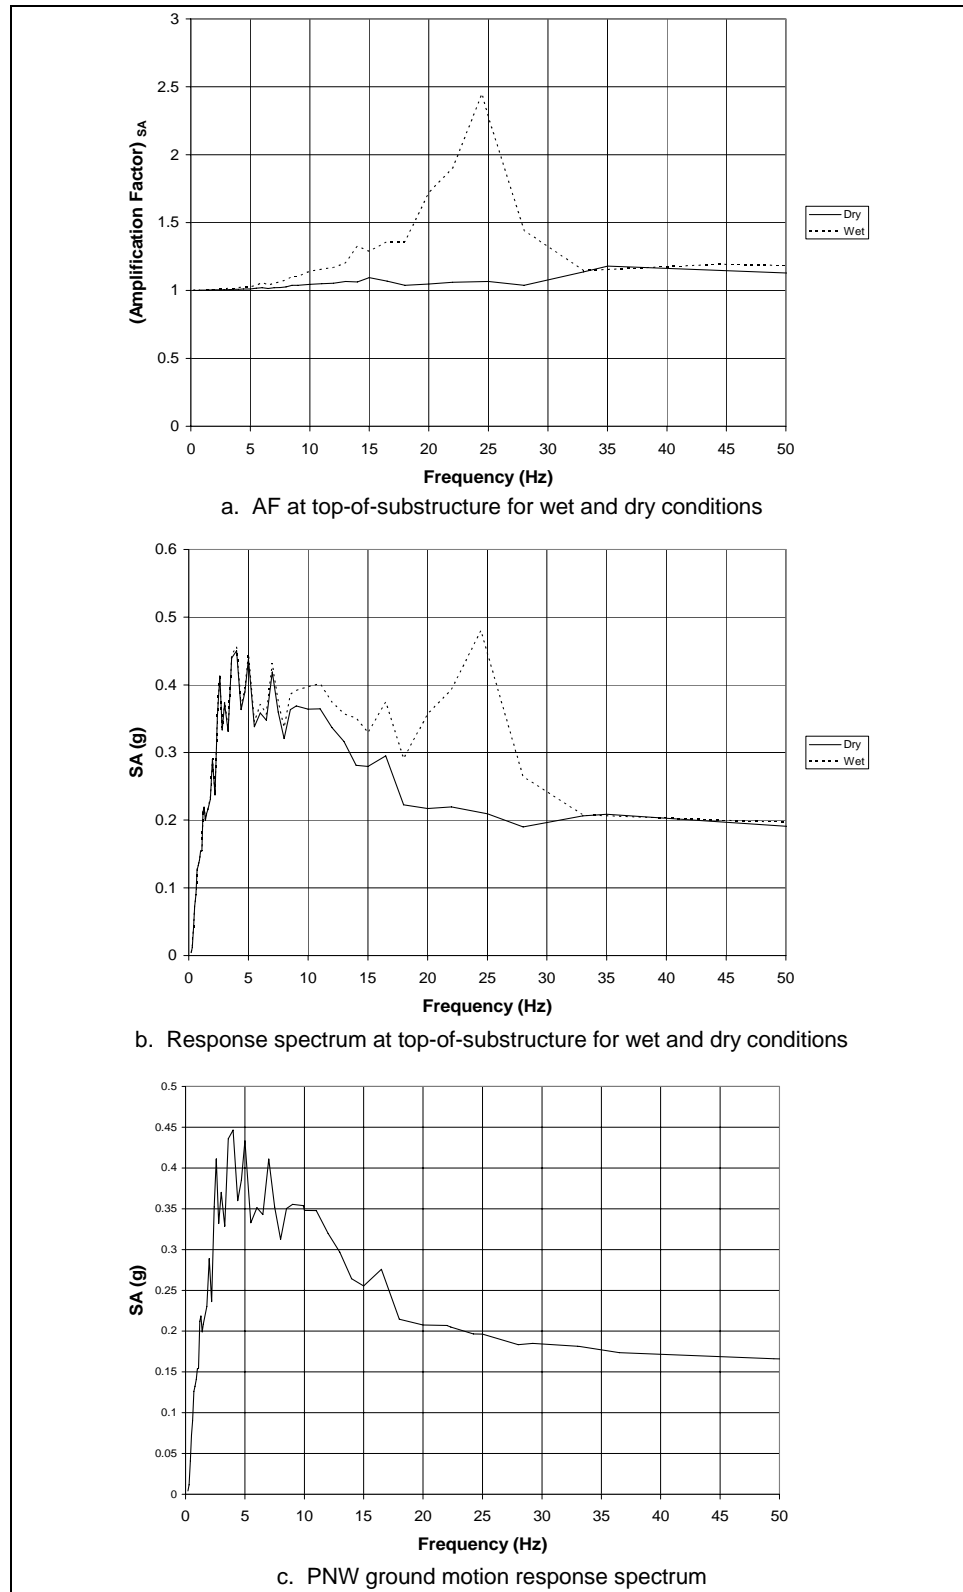 3
2.5
2
1.5
1
0.5
0
(Amplification Factor) SA
0 5 10 15 20 25 30 35 40 45 50
Frequency (Hz)
Dry
Wet
a. AF at top-of-substructure for wet and dry conditions
0.6
0.5
0.4
0.3
0.2
0.1
0
SA (g)
0 5 10 15 20 25 30 35 40 45 50
Frequency (Hz)
Dry
Wet
b. Response spectrum at top-of-substructure for wet and dry conditions
0.5
0.45
0.4
0.35
0.3
0.25
0.2
0.15
0.1
0.05
0
SA (g)
0 5 10 15 20 25 30 35 40 45 50
Frequency (Hz)
c. PNW ground motion response spectrum